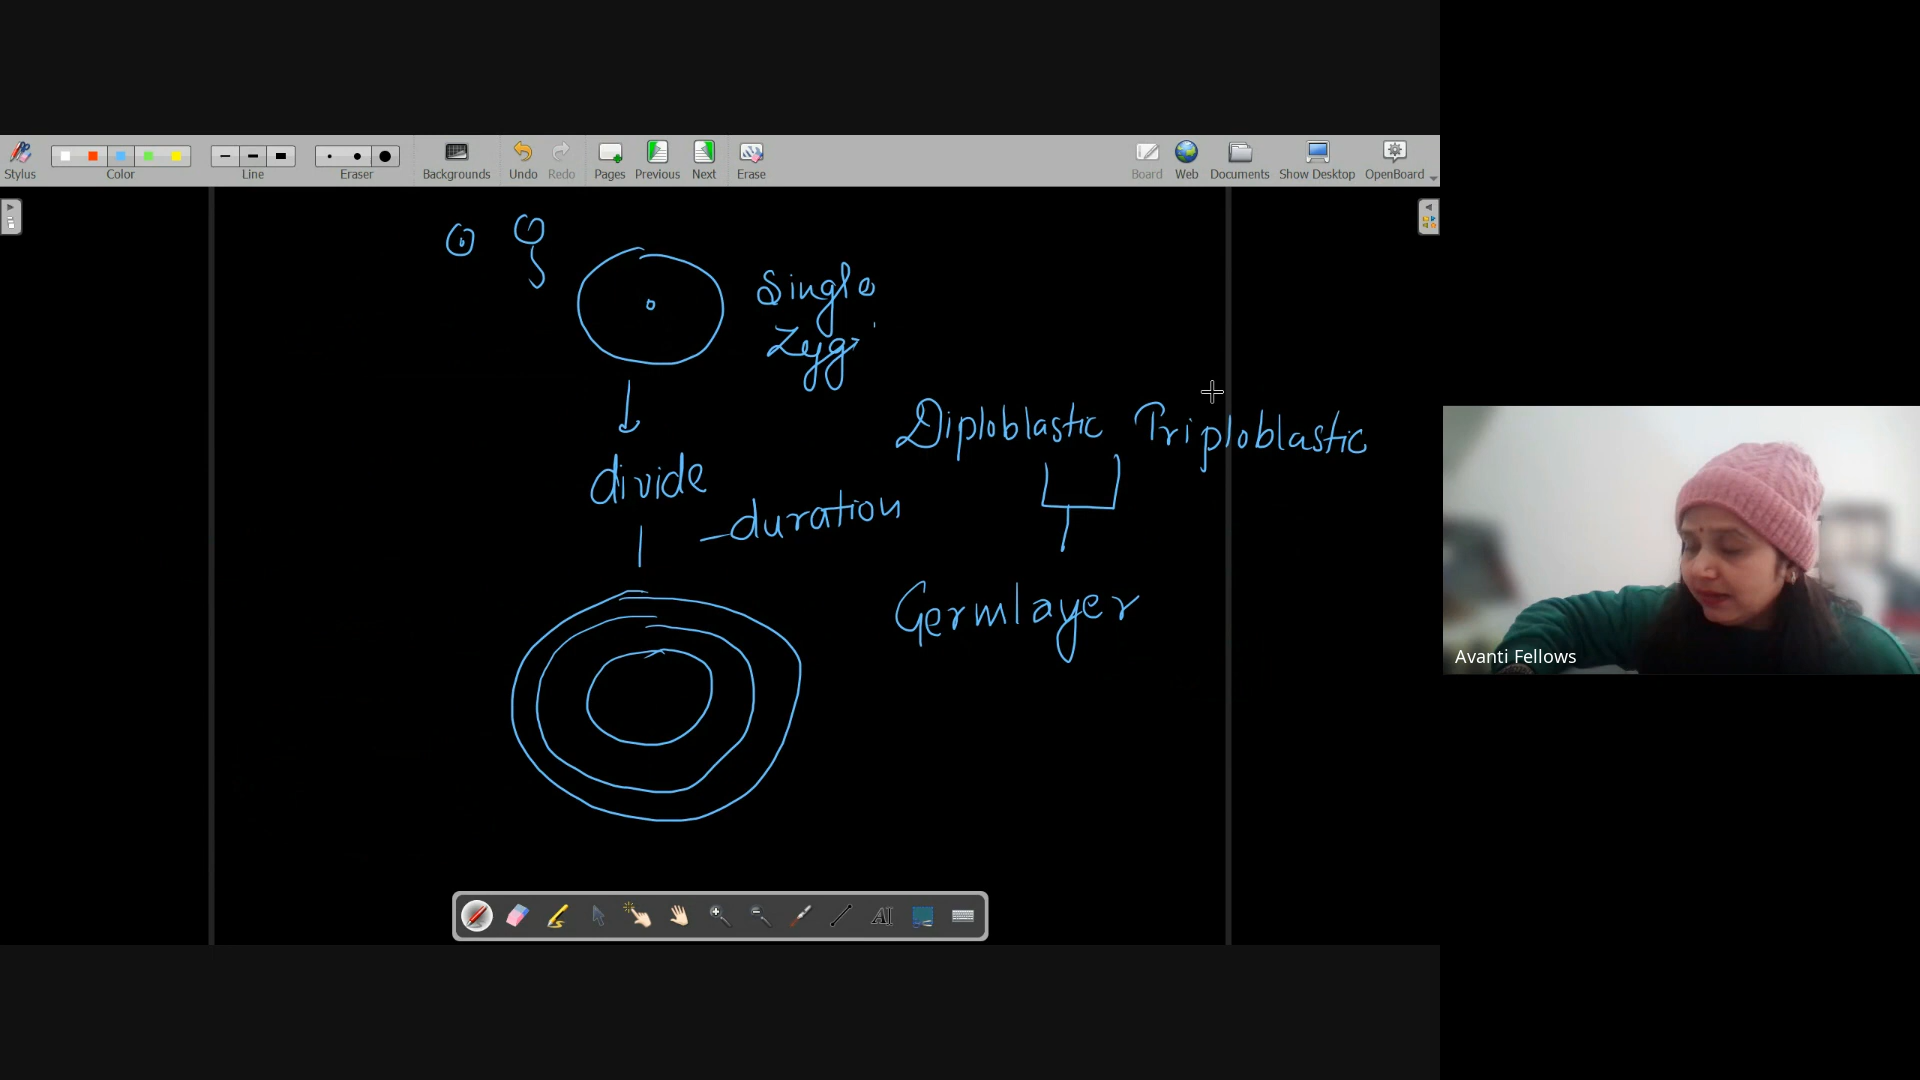 Stylus
Color
Line
Eraser
Backgrounds
Undo
Redo
Pages
Previous
Next
Erase
Board
Web
Documents
Show Desktop
OpenBoard
Single
Zyg
divide
duration
Diploblastic Triploblastic
Germlayer
Avanti Fellows